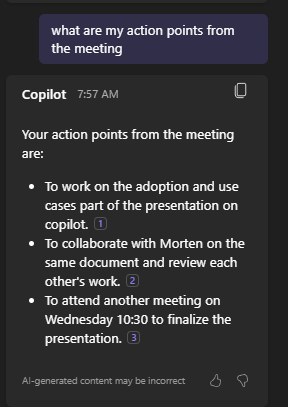 what are my action points from
the meeting
Copilot 7:57 AM
Your action points from the meeting
are:
• To work on the adoption and use
cases part of the presentation on
copilot. 1
• To collaborate with Morten on the
same document and review each
other's work. 2
• To attend another meeting on
Wednesday 10:30 to finalize the
presentation. 3
AI-generated content may be incorrect